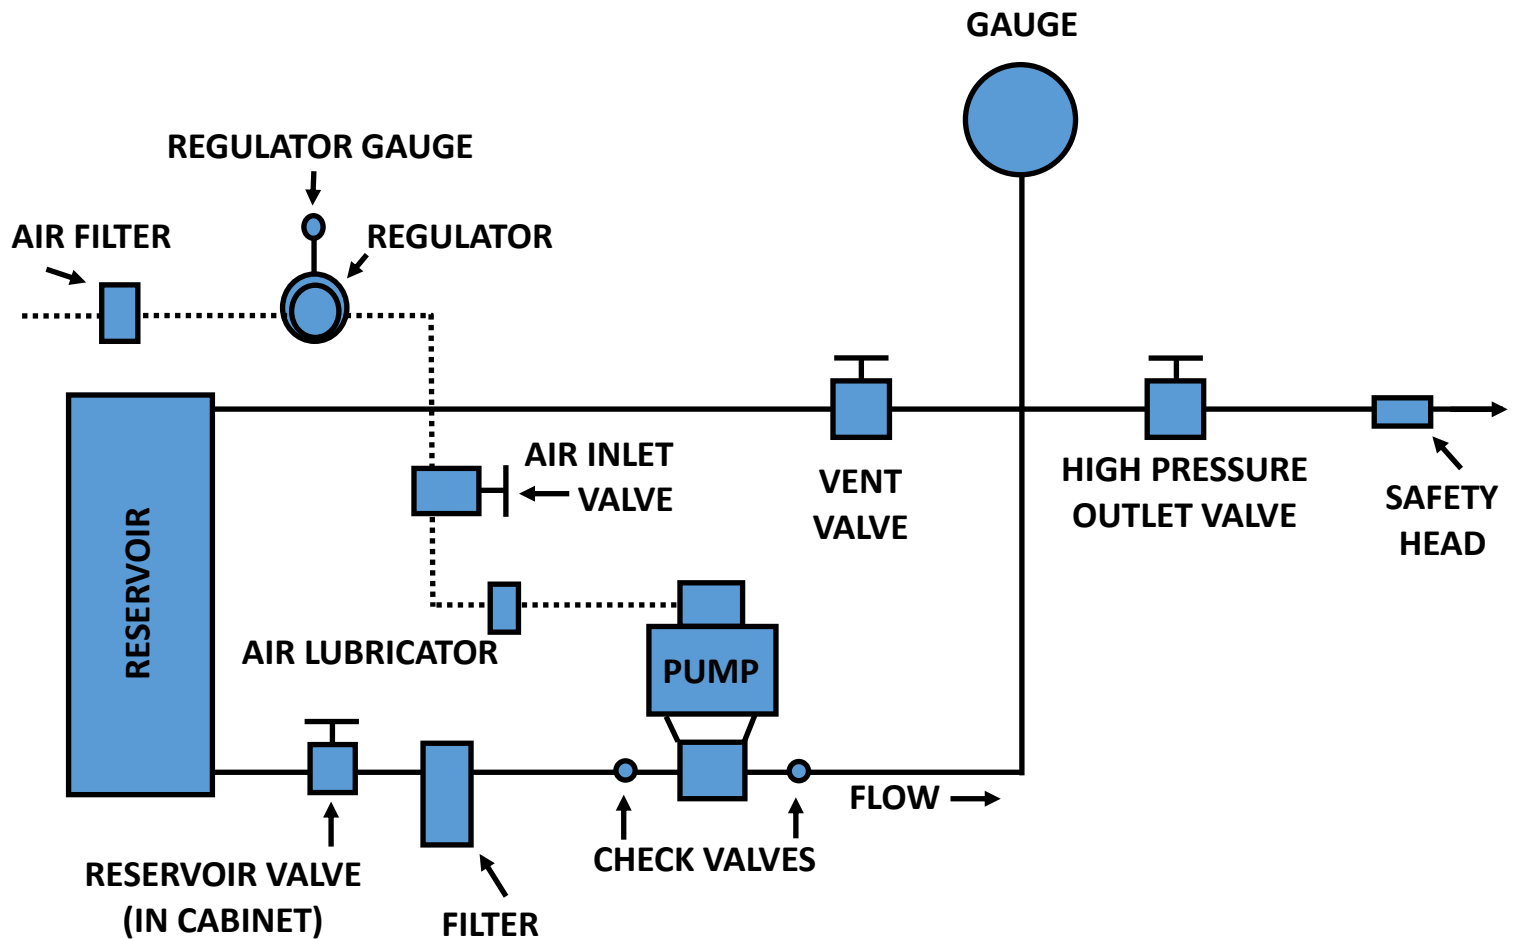 GAUGE
REGULATOR GAUGE
AIR FILTER
REGULATOR
AIR INLET
VALVE
VENT
VALVE
HIGH PRESSURE
OUTLET VALVE
SAFETY
HEAD
RESERVOIR
AIR LUBRICATOR
PUMP
FLOW
RESERVOIR VALVE
(IN CABINET)
FILTER
CHECK VALVES